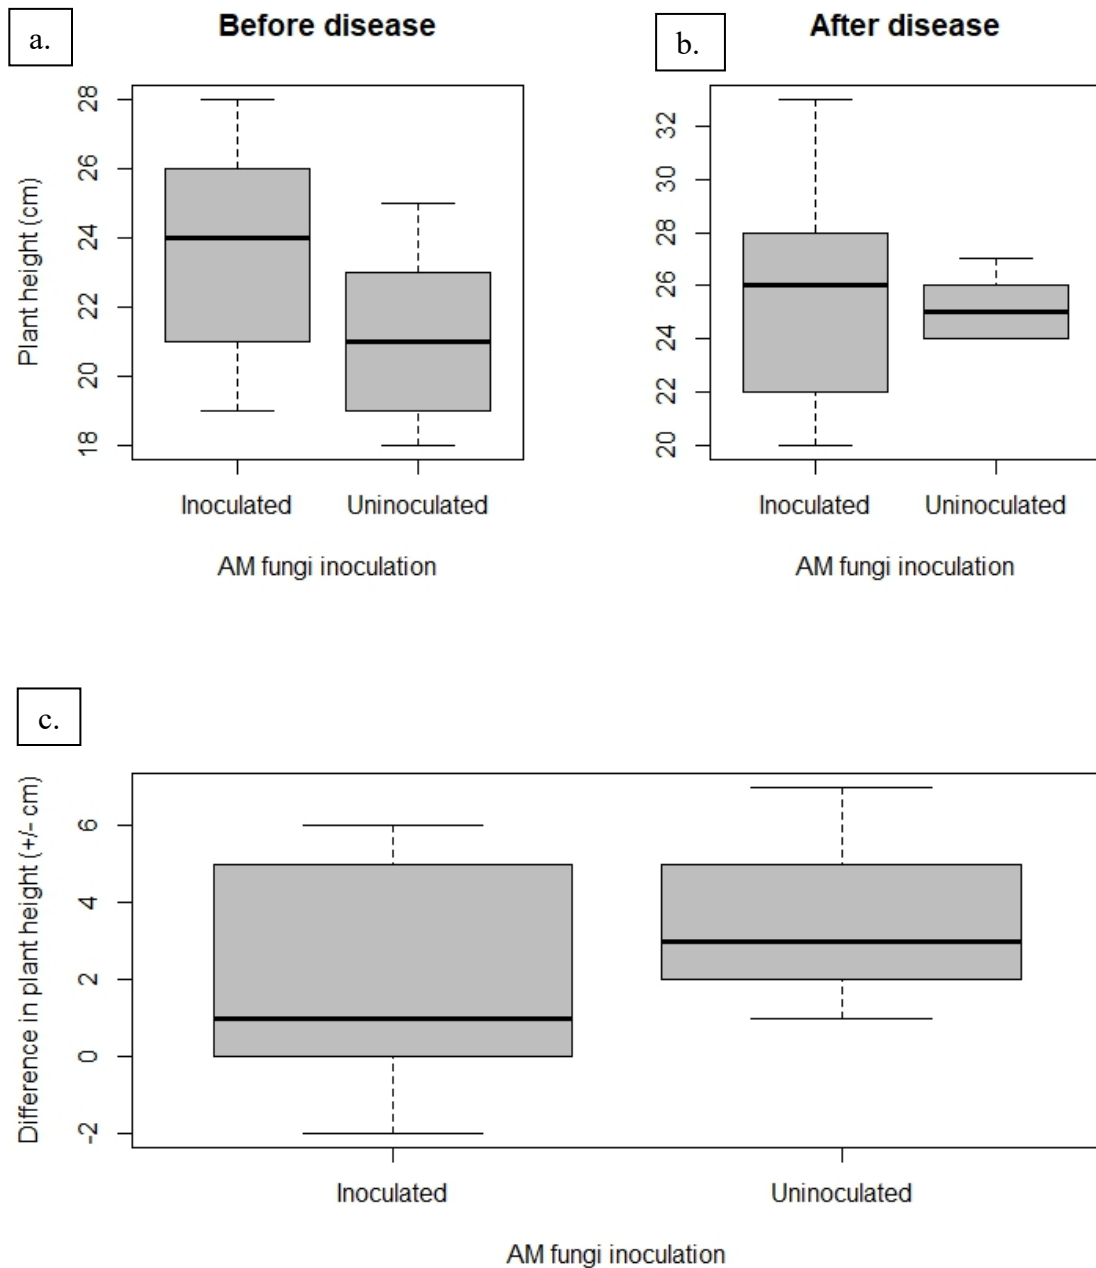 a.
Before disease
Plant height (cm)
28
26
24
22
20
18
Inoculated Uninoculated
AM fungi inoculation
b.
After disease
32
30
28
26
24
22
20
Inoculated Uninoculated
AM fungi inoculation
c.
Difference in plant height (+/- cm)
6
4
2
0
-2
Inoculated Uninoculated
AM fungi inoculation